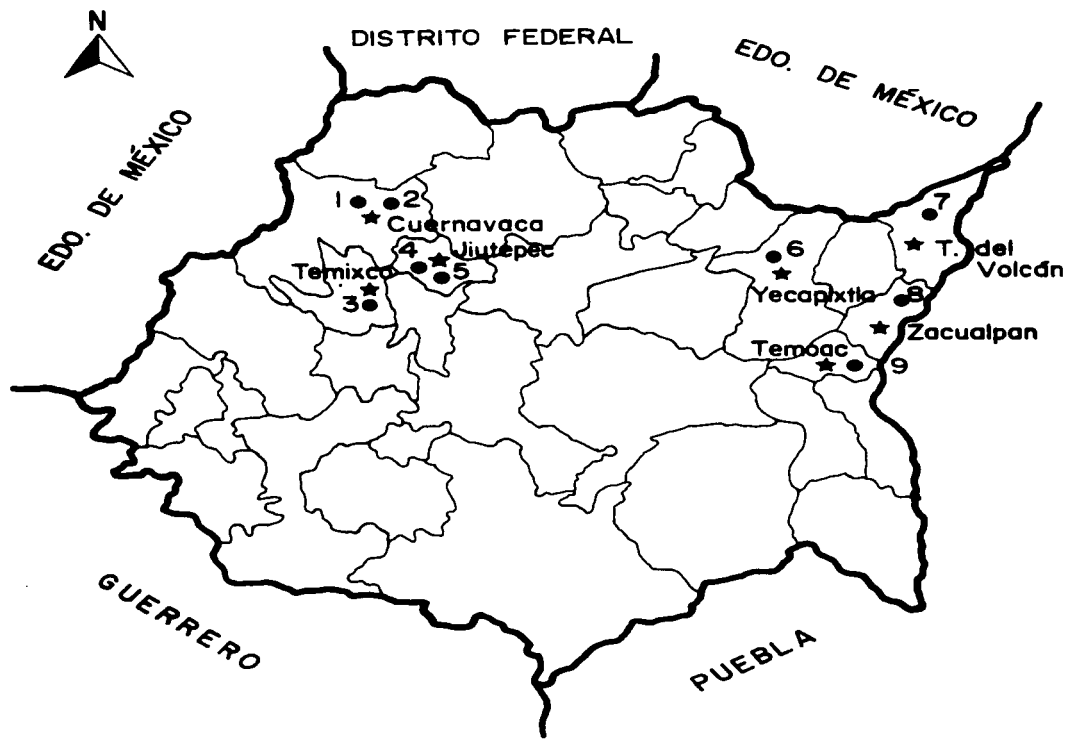 N
DISTRITO FEDERAL
EDO. DE MÉXICO
EDO. DE MÉXICO
1
2
7
Cuernavaca
4
Jiutepec
6
T. del
Volcán
Temixco
5
3
Yecapixtla
8
Zacualpan
Temoac
9
GUERRERO
PUEBLA